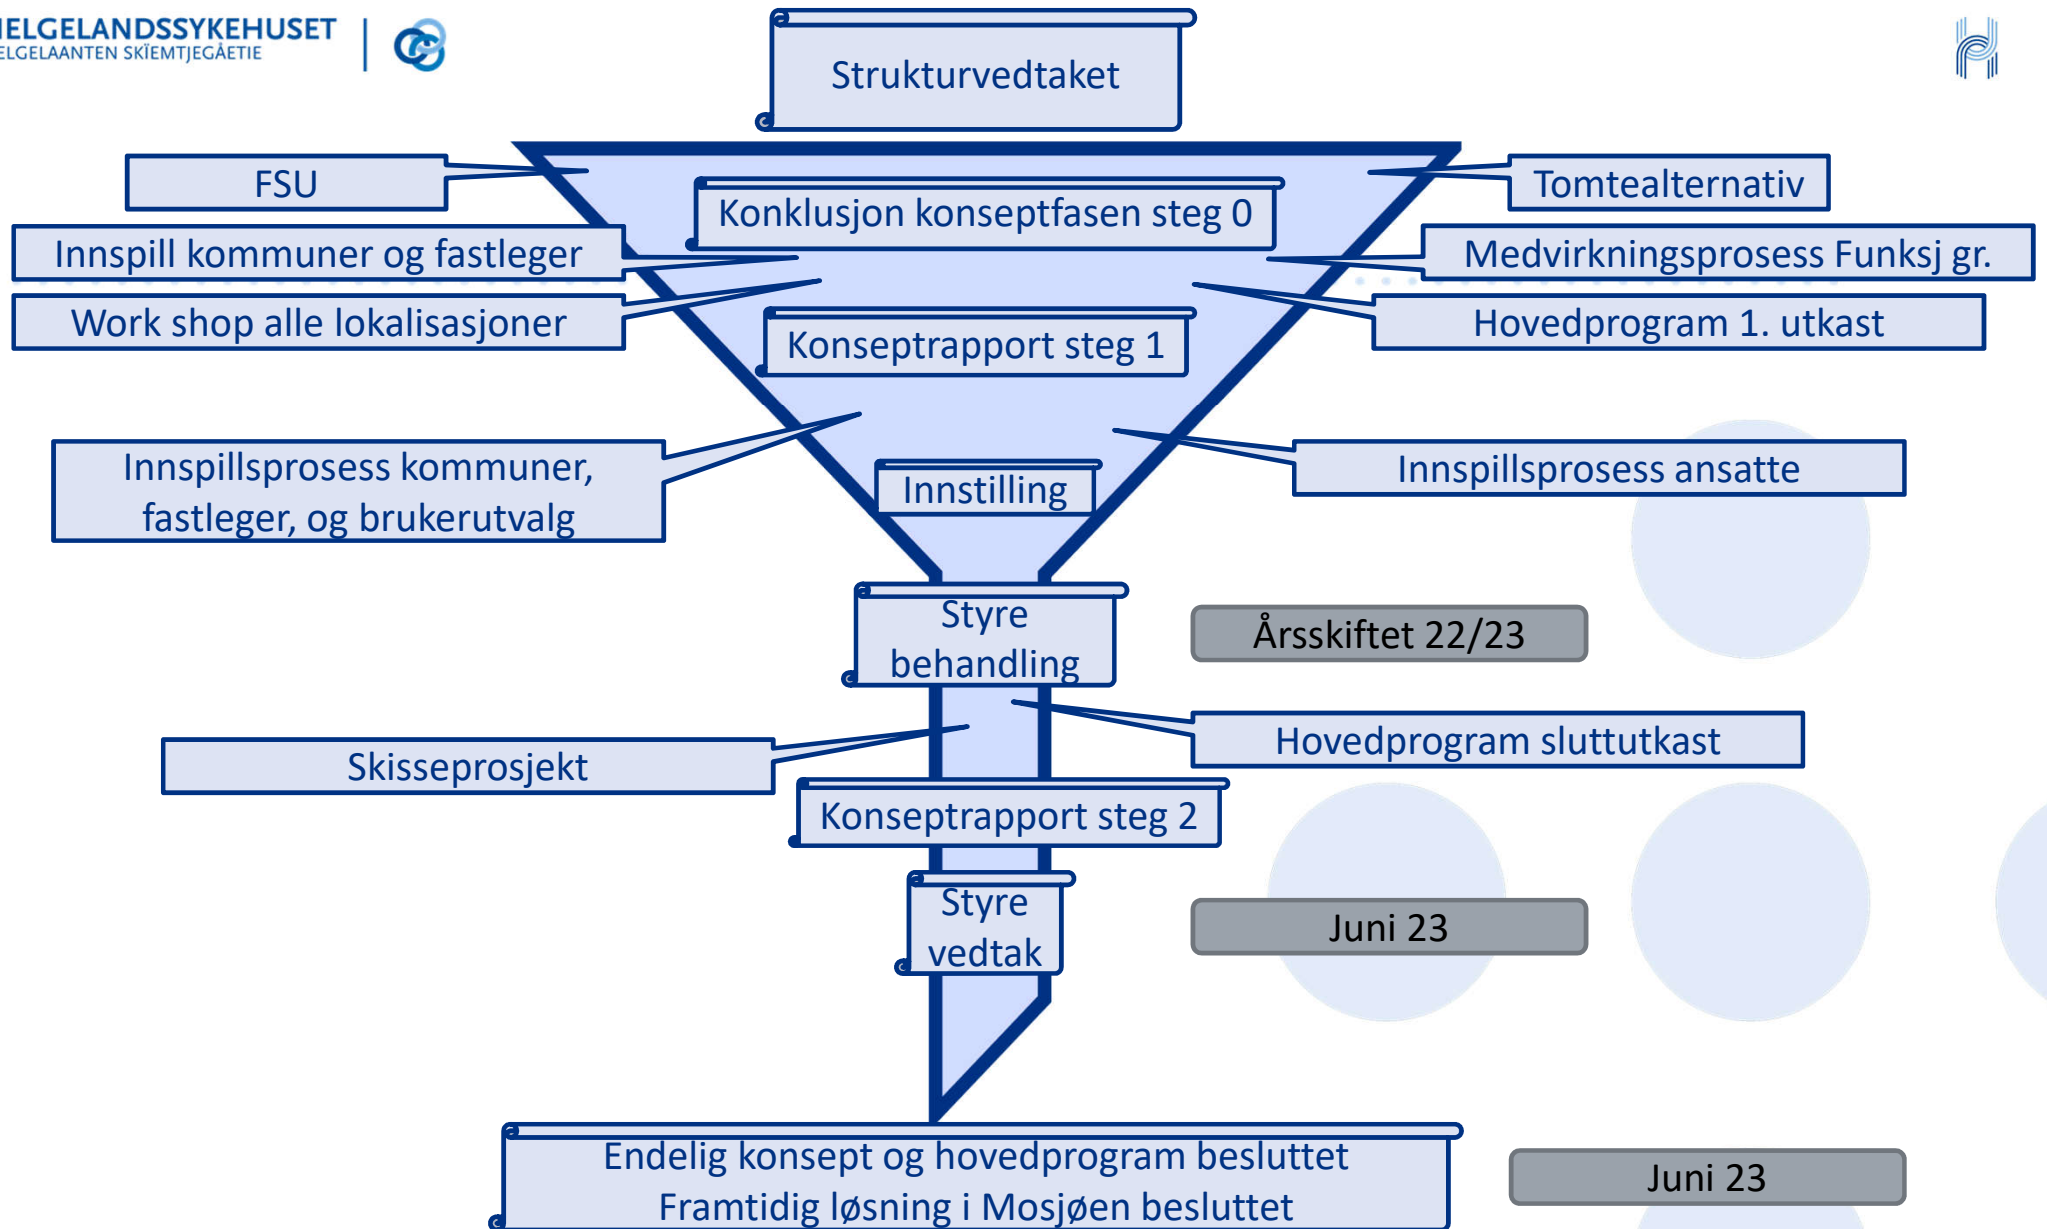 HELGELANDSSYKEHUSET
HELGELAANTEN SKÏEMTJEGÅETIE
Strukturvedtaket
FSU
Tomtealternativ
Konklusjon konseptfasen steg 0
Innspill kommuner og fastleger
Medvirkningsprosess Funksj gr.
Work shop alle lokalisasjoner
Hovedprogram 1. utkast
Konseptrapport steg 1
Innspillsprosess kommuner,
fastleger, og brukerutvalg
Innspillsprosess ansatte
Innstilling
Styre
behandling
Årsskiftet 22/23
Hovedprogram sluttutkast
Skisseprosjekt
Konseptrapport steg 2
Styre
vedtak
Juni 23
Endelig konsept og hovedprogram besluttet
Framtidig løsning i Mosjøen besluttet
Juni 23